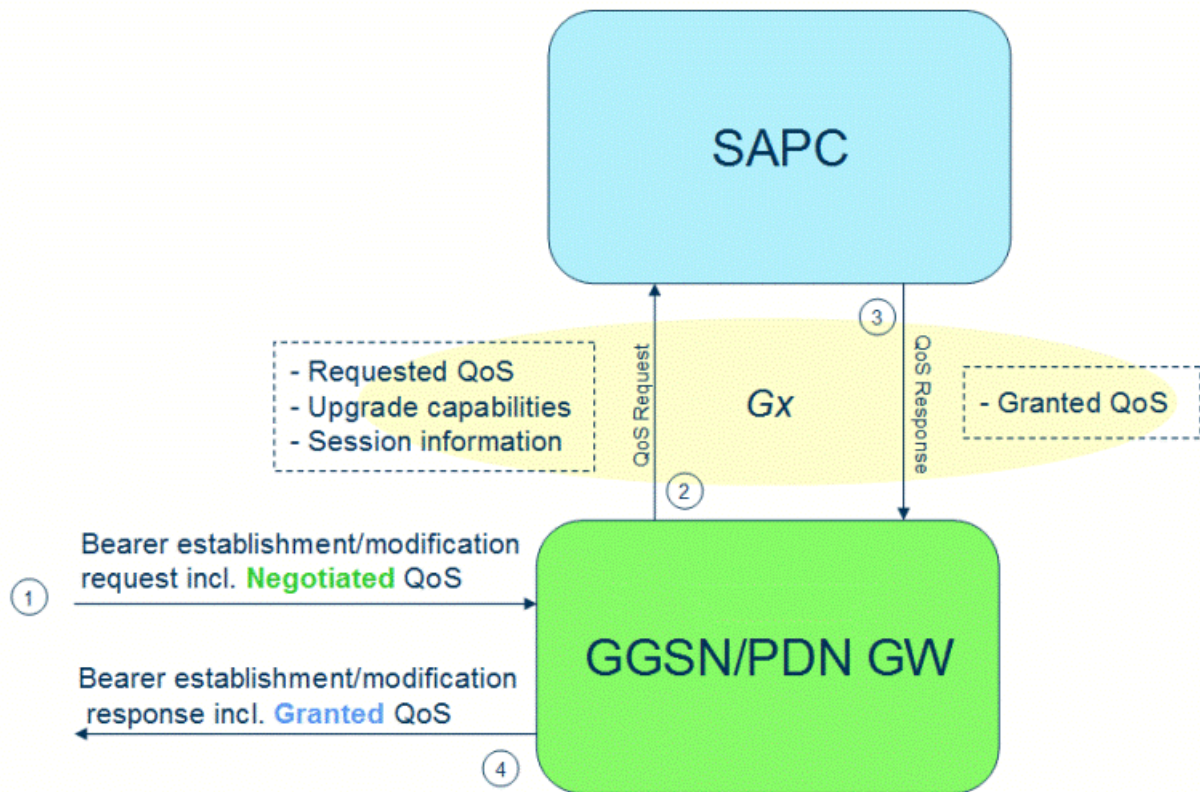 SAPC
3
- Requested QoS
- Upgrade capabilities
- Session information
QoS Request
Gx
QoS Response
- Granted QoS
2
Bearer establishment/modification
request incl. Negotiated QoS
1
GGSN/PDN GW
Bearer establishment/modification
response incl. Granted QoS
4